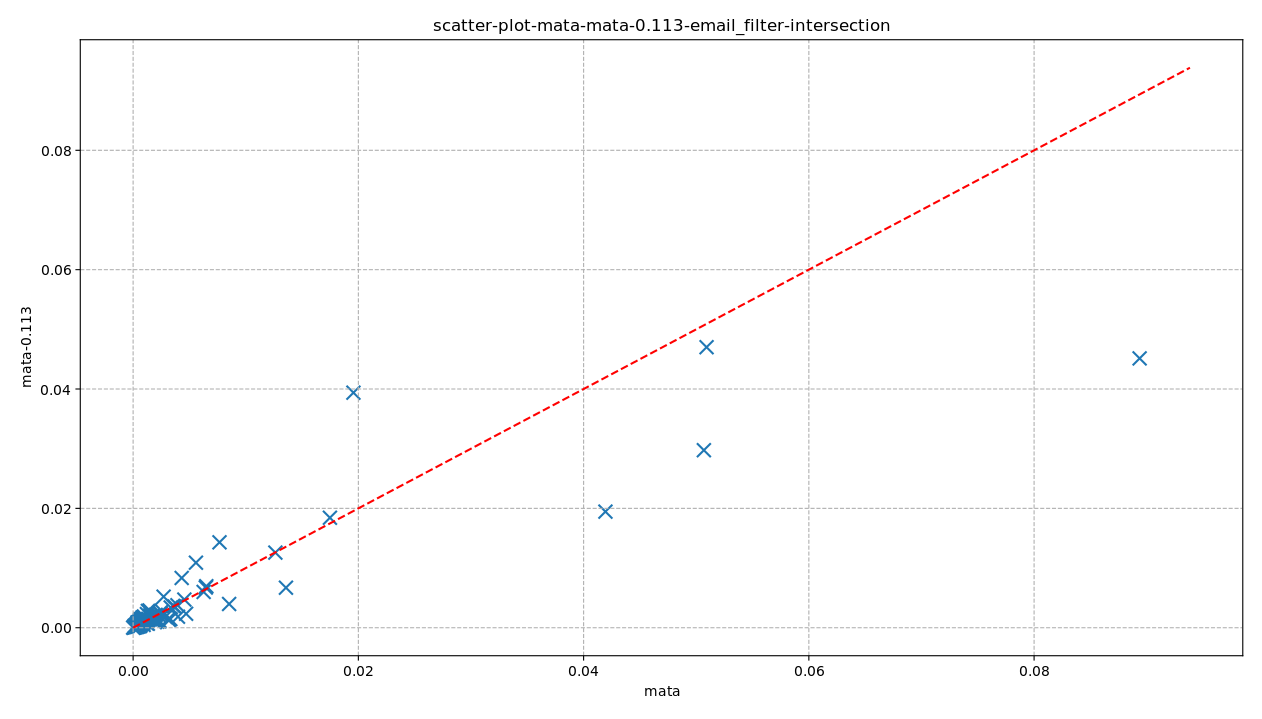 scatter-plot-mata-mata-0.113-email_filter-intersection
mata-0.113
0.08
0.06
0.04
0.02
0.00
0.00 0.02 0.04 0.06 0.08
mata